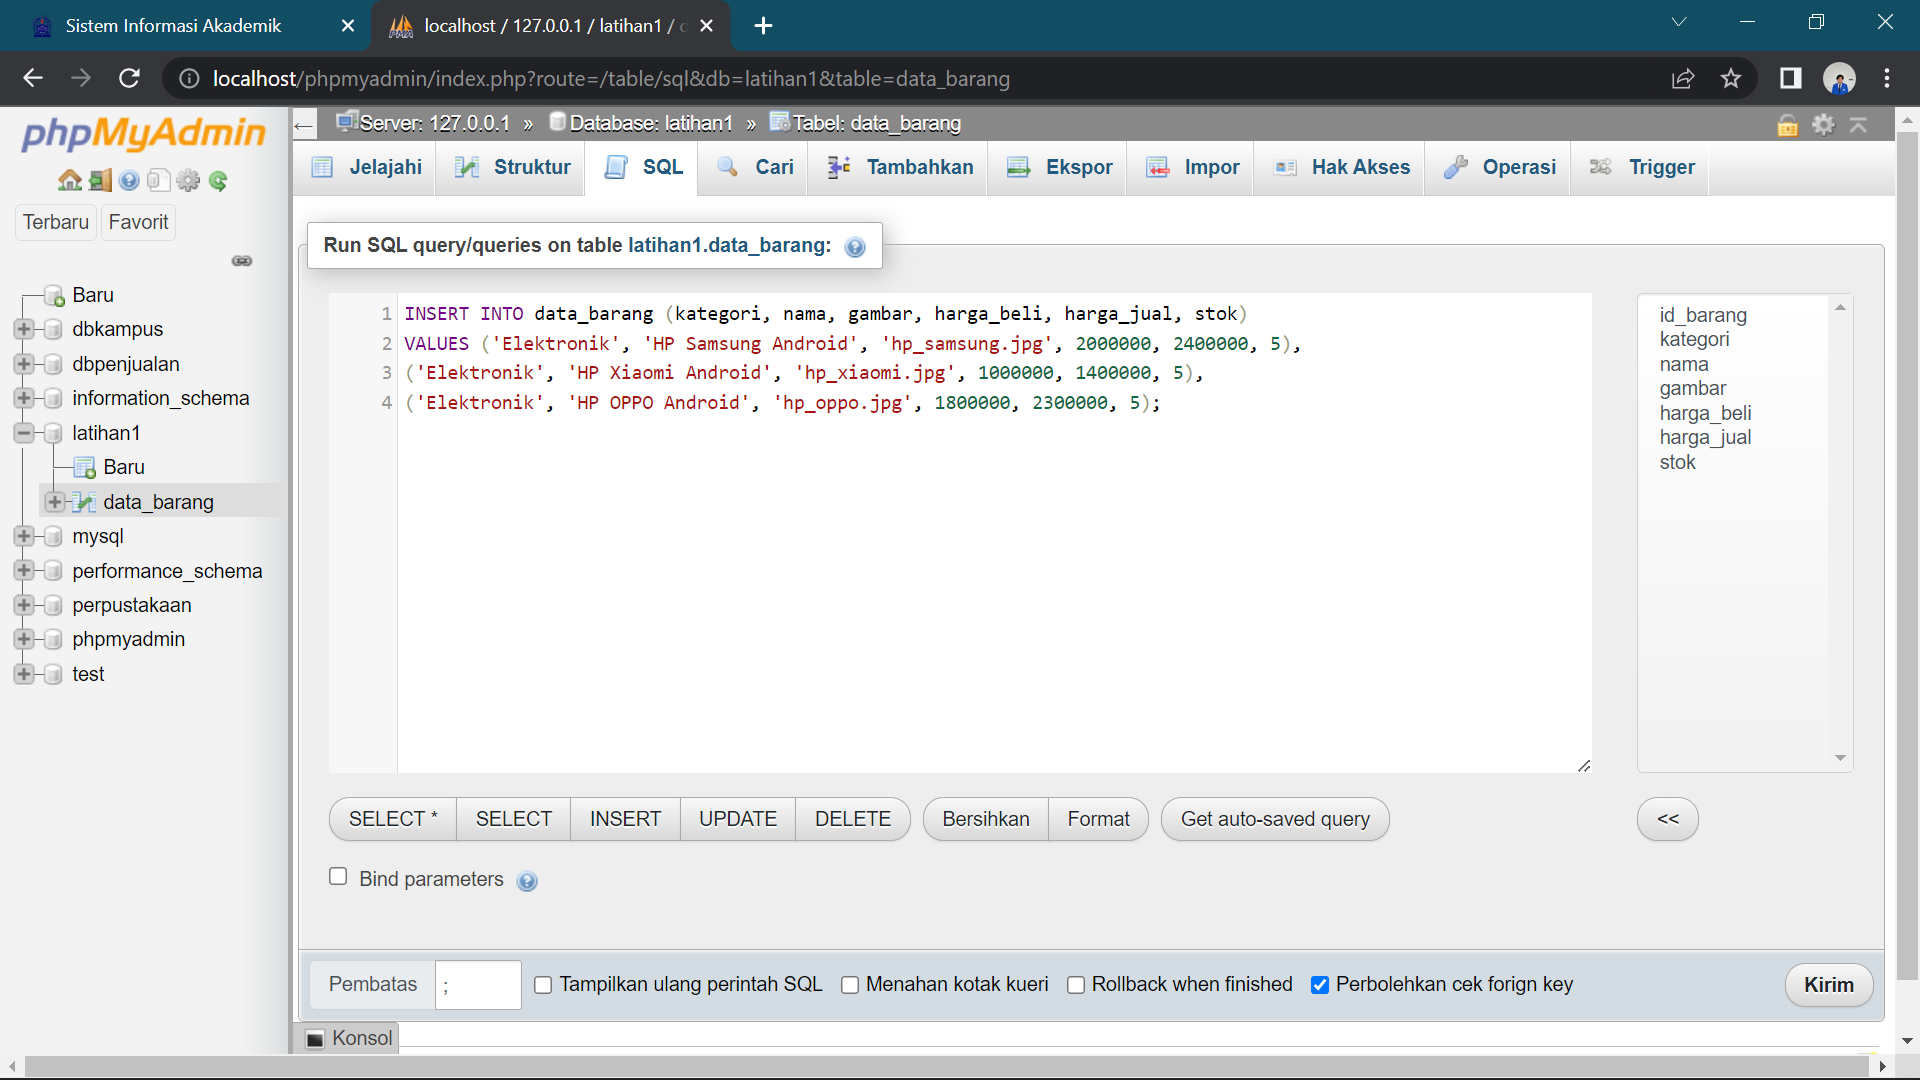 Sistem Informasi Akademik
localhost / 127.0.0.1 / latihan1 /
localhost/phpmyadmin/index.php?route=/table/sql&db=latihan1&table=data_barang
phpMyAdmin
Terbaru Favorit
Baru
dbkampus
dbpenjualan
information_schema
latihan1
Baru
data_barang
mysql
performance_schema
perpustakaan
phpmyadmin
test
Server: 127.0.0.1 » Database: latihan1 » Tabel: data_barang
Jelajahi Struktur SQL Cari Tambahkan Ekspor Impor Hak Akses Operasi Trigger
Run SQL query/queries on table latihan1.data_barang:
1 INSERT INTO data_barang (kategori, nama, gambar, harga_beli, harga_jual, stok)
2 VALUES ('Elektronik', 'HP Samsung Android', 'hp_samsung.jpg', 2000000, 2400000, 5),
3 ('Elektronik', 'HP Xiaomi Android', 'hp_xiaomi.jpg', 1000000, 1400000, 5),
4 ('Elektronik', 'HP OPPO Android', 'hp_oppo.jpg', 1800000, 2300000, 5);
id_barang
kategori
nama
gambar
harga_beli
harga_jual
stok
SELECT * SELECT INSERT UPDATE DELETE Bersihkan Format Get auto-saved query <<
Bind parameters
Pembatas ; Tampilkan ulang perintah SQL Menahan kotak kueri Rollback when finished Perbolehkan cek forign key Kirim
Konsol